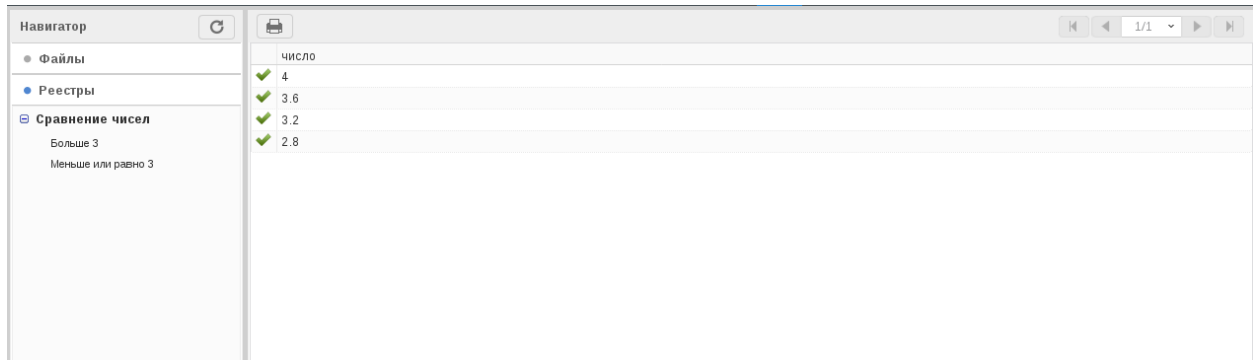 Навигатор
1/1
Файлы
Реестры
Сравнение чисел
Больше 3
Меньше или равно 3
число
4
3.6
3.2
2.8